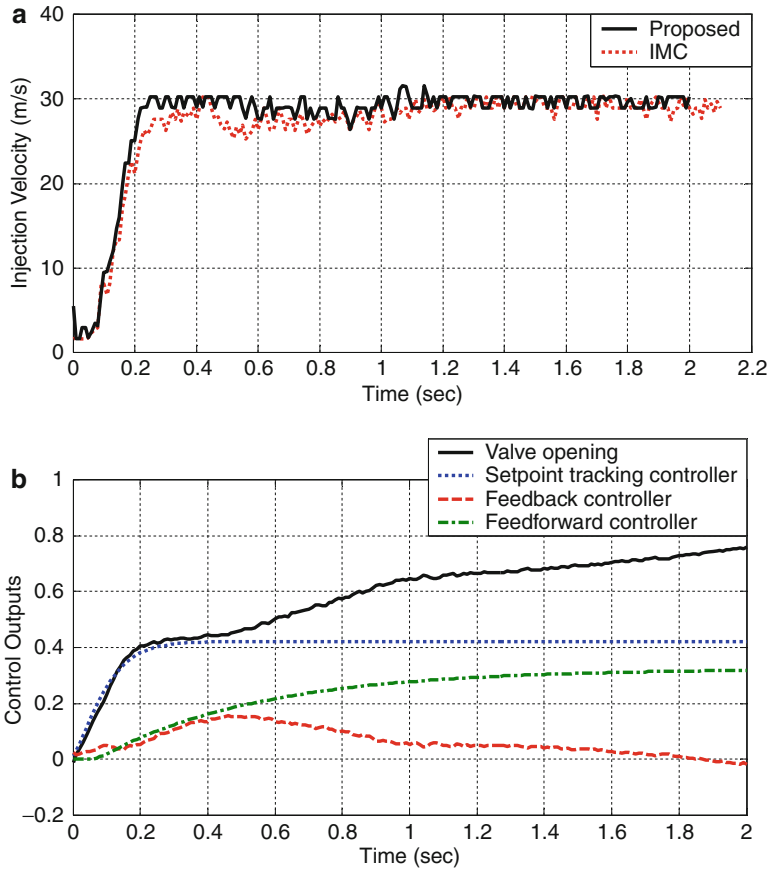 a
40
30
20
10
0
Injection Velocity (m/s)
Proposed
IMC
0 0.2 0.4 0.6 0.8 1 1.2 1.4 1.6 1.8 2 2.2
Time (sec)
b
Valve opening
Setpoint tracking controller
Feedback controller
Feedforward controller
1
0.8
0.6
0.4
0.2
0
−0.2
Control Outputs
0 0.2 0.4 0.6 0.8 1 1.2 1.4 1.6 1.8 2
Time (sec)